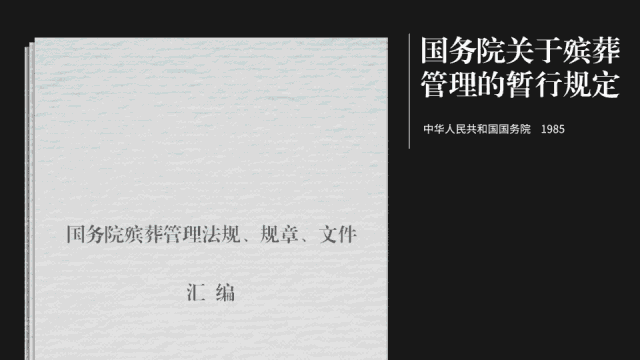 国务院关于殡葬
管理的暂行规定
中华人民共和国国务院 1985
国务院殡葬管理法规、规章、文件
汇 编